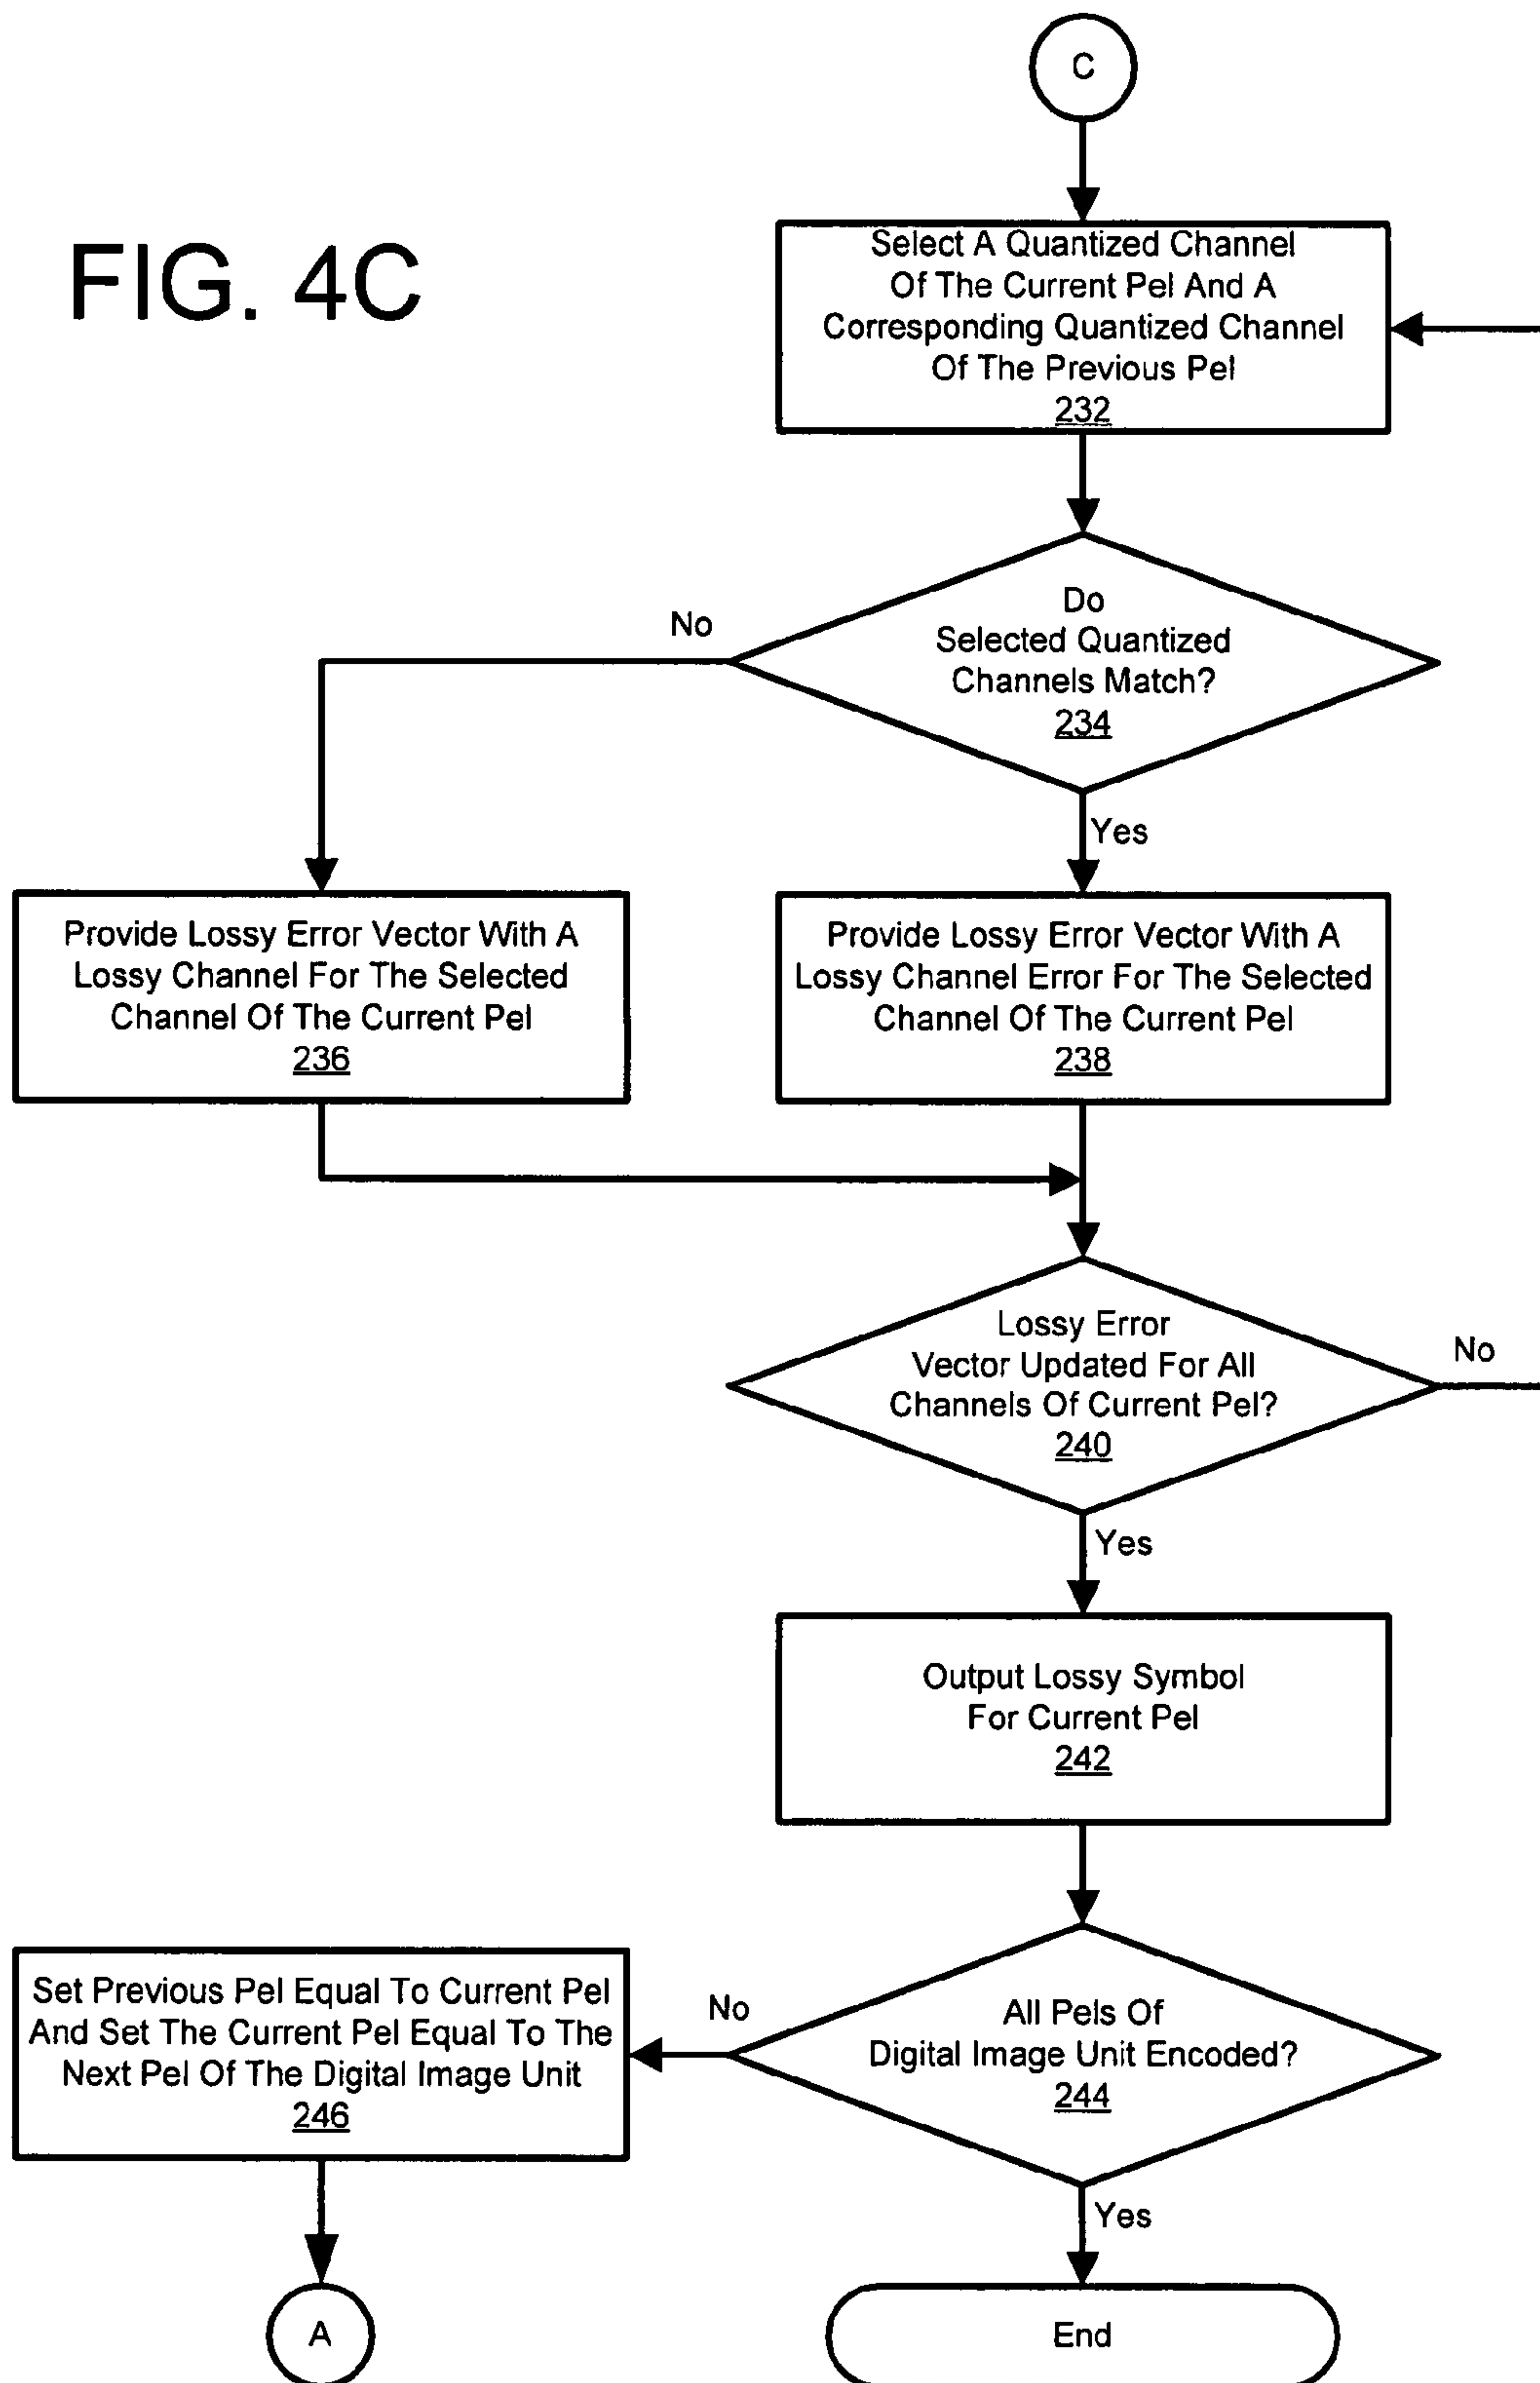 C
FIG. 4C
Select A Quantized Channel
Of The Current Pel And A
Corresponding Quantized Channel
Of The Previous Pel
232
Do
Selected Quantized
Channels Match?
234
No
Yes
Provide Lossy Error Vector With A
Lossy Channel For The Selected
Channel Of The Current Pel
236
Provide Lossy Error Vector With A
Lossy Channel Error For The Selected
Channel Of The Current Pel
238
Lossy Error
Vector Updated For All
Channels Of Current Pel?
240
No
Yes
Output Lossy Symbol
For Current Pel
242
All Pels Of
Digital Image Unit Encoded?
244
No
Set Previous Pel Equal To Current Pel
And Set The Current Pel Equal To The
Next Pel Of The Digital Image Unit
246
Yes
A
End